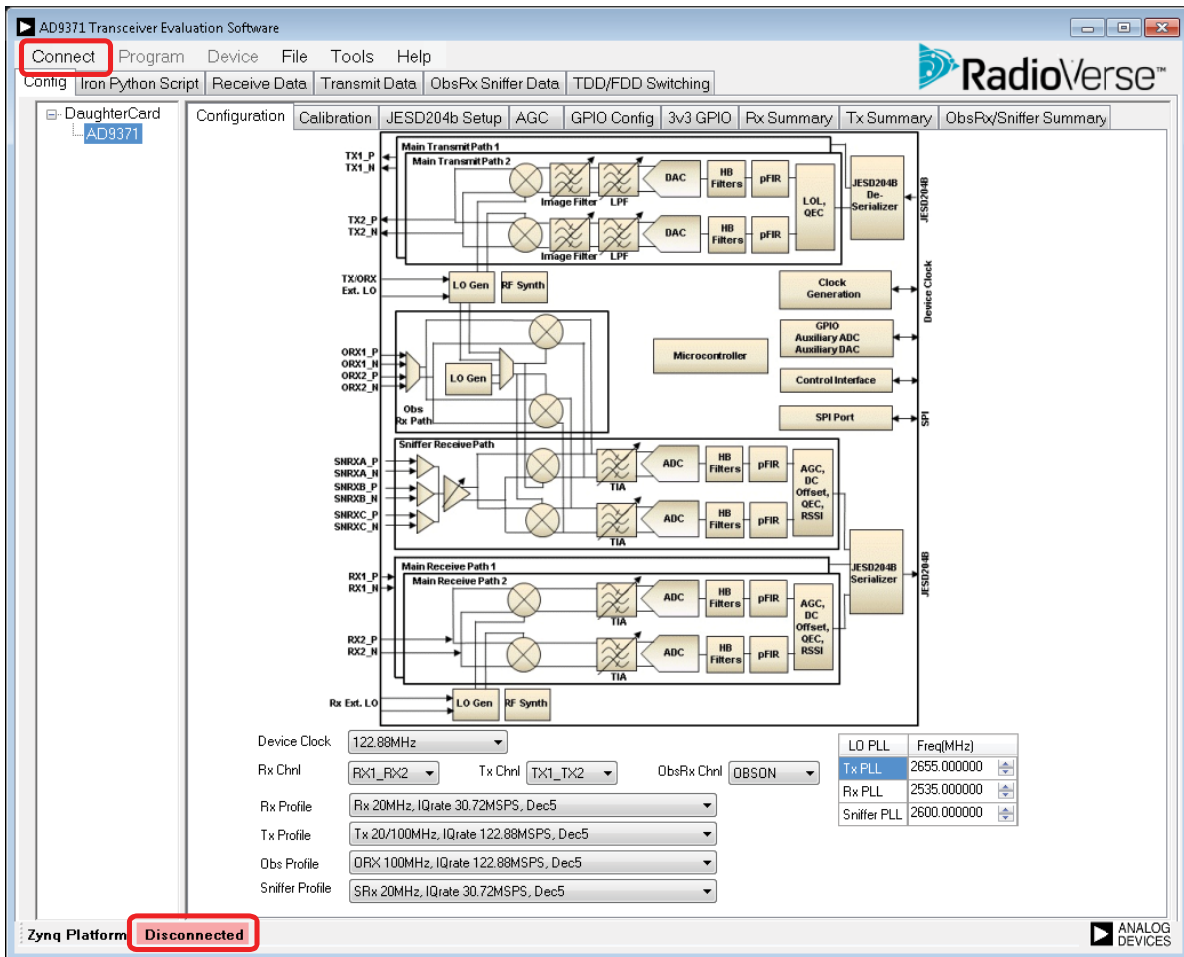 AD9371 Transceiver Evaluation Software
Connect Program Device File Tools Help
RadioVerse™
Config Iron Python Script Receive Data Transmit Data ObsRx Sniffer Data TDD/FDD Switching
DaughterCard
AD9371
Configuration Calibration JESD204b Setup AGC GPIO Config 3v3 GPIO Rx Summary Tx Summary ObsRx/Sniffer Summary
Main Transmit Path 1
Main Transmit Path 2
TX1_P
TX1_N
Image Filter LPF
DAC
HB Filters
pFIR
TX2_P
TX2_N
Image Filter LPF
DAC
HB Filters
pFIR
LOL, QEC
JESD204B De-Serializer
JESD204B
TX/ORX
Ext. LO
LO Gen
RF Synth
Clock Generation
Device Clock
GPIO
Auxiliary ADC
Auxiliary DAC
Microcontroller
Control Interface
SPI Port
SPI
ORX1_P
ORX1_N
ORX2_P
ORX2_N
LO Gen
Obs
Rx Path
Sniffer Receive Path
SNRXA_P
SNRXA_N
SNRXB_P
SNRXB_N
SNRXC_P
SNRXC_N
TIA
ADC
HB Filters
pFIR
TIA
ADC
HB Filters
pFIR
AGC,
DC
Offset,
QEC,
RSSI
JESD204B
Serializer
JESD204B
Main Receive Path 1
Main Receive Path 2
RX1_P
RX1_N
TIA
ADC
HB Filters
pFIR
RX2_P
RX2_N
TIA
ADC
HB Filters
pFIR
AGC,
DC
Offset,
QEC,
RSSI
Rx Ext. LO
LO Gen
RF Synth
Device Clock 122.88MHz
Rx Chnl RX1_RX2 Tx Chnl TX1_TX2 ObsRx Chnl OBSON
Rx Profile Rx 20MHz, IQrate 30.72MSPS, Dec5
Tx Profile Tx 20/100MHz, IQrate 122.88MSPS, Dec5
Obs Profile ORX 100MHz, IQrate 122.88MSPS, Dec5
Sniffer Profile SRx 20MHz, IQrate 30.72MSPS, Dec5
LO PLL Freq(MHz)
Tx PLL 2655.000000
Rx PLL 2535.000000
Sniffer PLL 2600.000000
Zynq Platform Disconnected
ANALOG
DEVICES